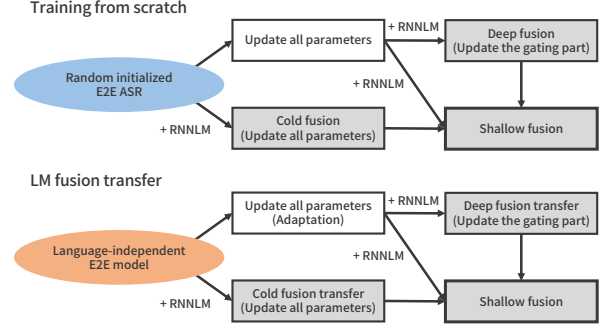 Training from scratch
Random initialized
E2E ASR
Update all parameters
+ RNNLM
Deep fusion
(Update the gating part)
+ RNNLM
+ RNNLM
Cold fusion
(Update all parameters)
Shallow fusion
LM fusion transfer
Language-independent
E2E model
Update all parameters
(Adaptation)
+ RNNLM
Deep fusion transfer
(Update the gating part)
+ RNNLM
+ RNNLM
Cold fusion transfer
(Update all parameters)
Shallow fusion